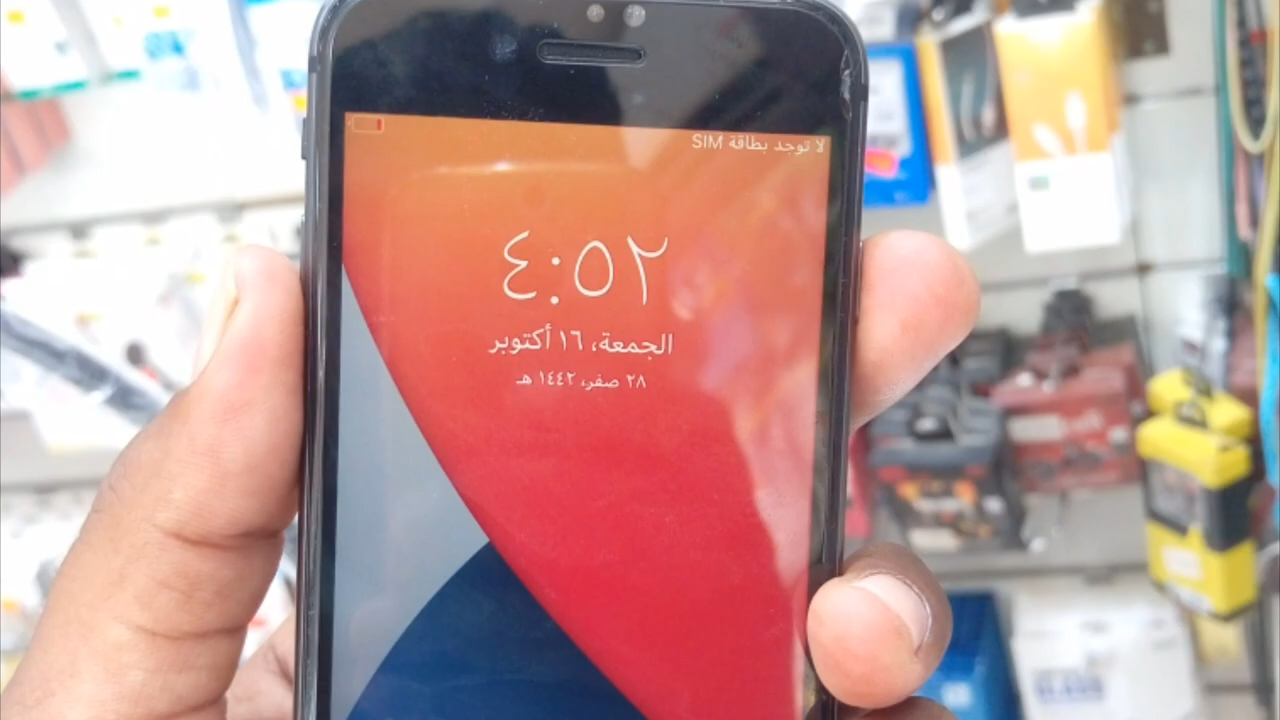 لا توجد بطاقة SIM
٤:٥٢
الجمعة، ١٦ أكتوبر
٢٨ صفر، ١٤٤٢ هـ